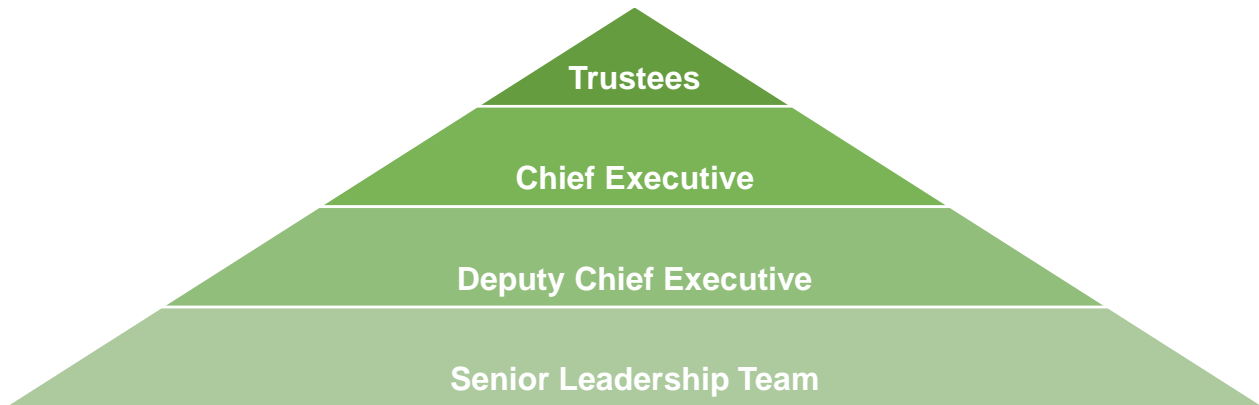 Trustees
Chief Executive
Deputy Chief Executive
Senior Leadership Team